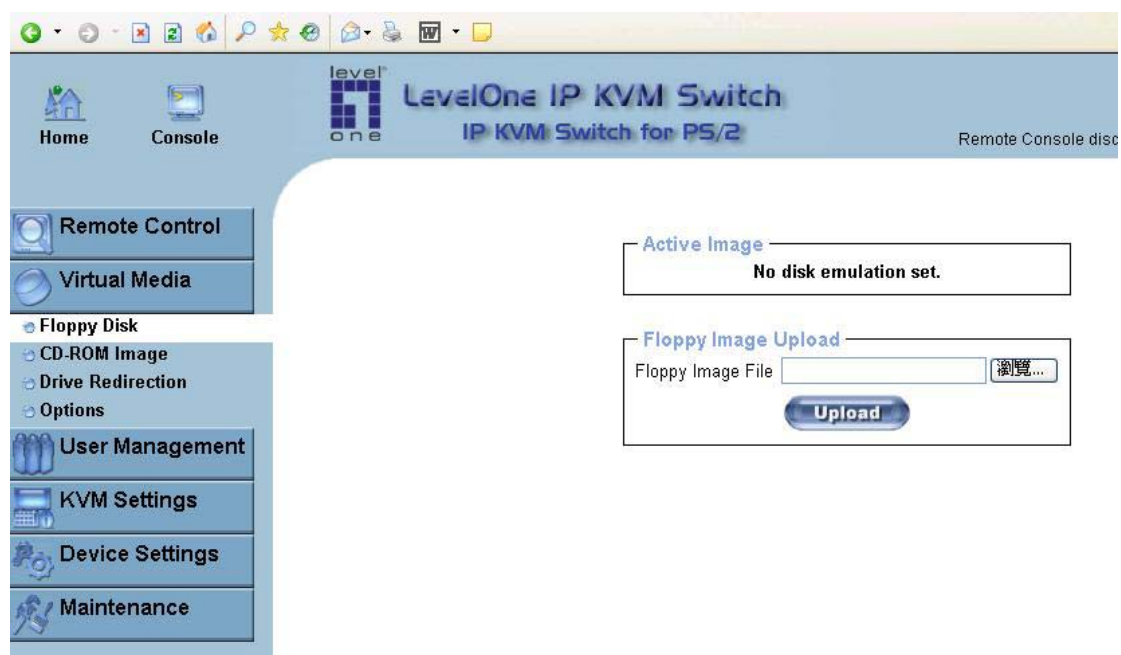 level
one
LevelOne IP KVM Switch
IP KVM Switch for PS/2
Home
Console
Remote Console disc
Remote Control
Virtual Media
Floppy Disk
CD-ROM Image
Drive Redirection
Options
User Management
KVM Settings
Device Settings
Maintenance
Active Image
No disk emulation set.
Floppy Image Upload
Floppy Image File
瀏覽...
Upload